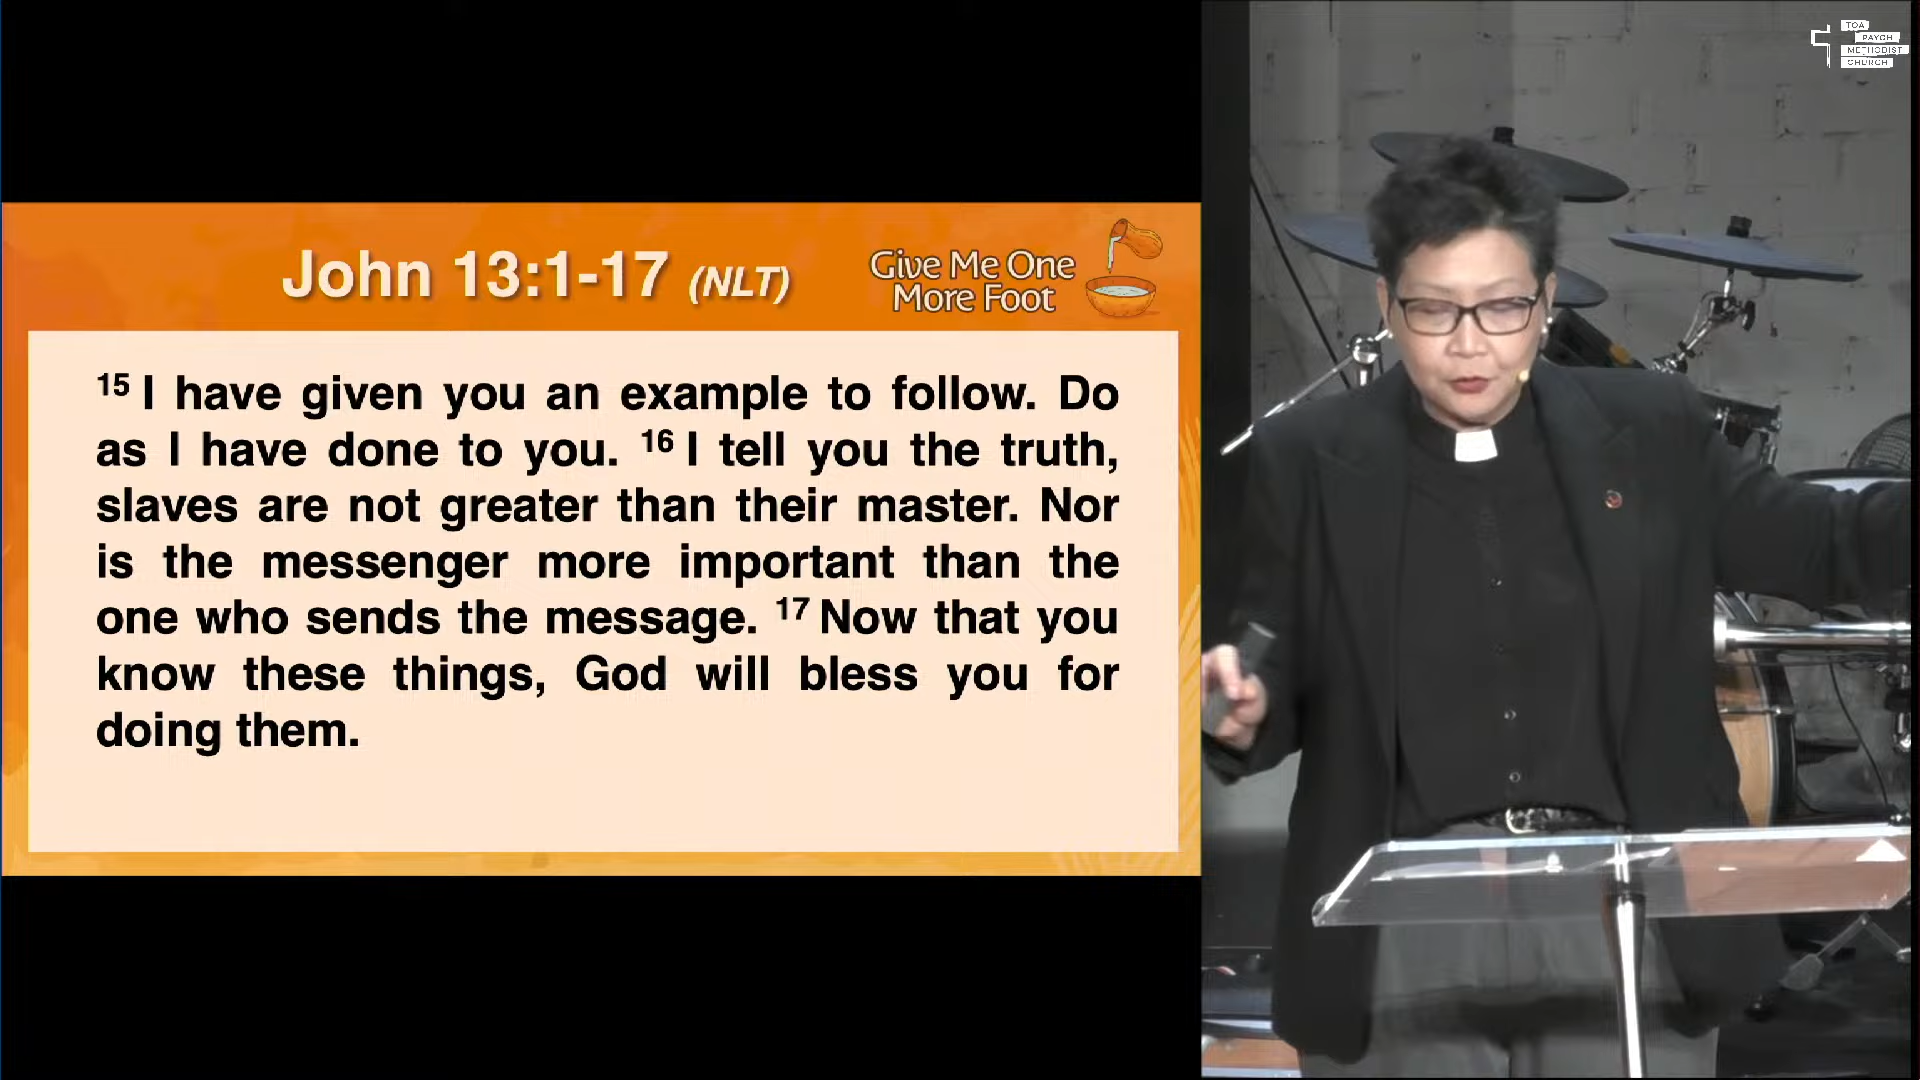 John 13:1-17 (NLT)
Give Me One
More Foot
15 I have given you an example to follow. Do
as I have done to you. 16 I tell you the truth,
slaves are not greater than their master. Nor
is the messenger more important than the
one who sends the message. 17 Now that you
know these things, God will bless you for
doing them.
TOA
PAYOH
METHODIST
CHURCH